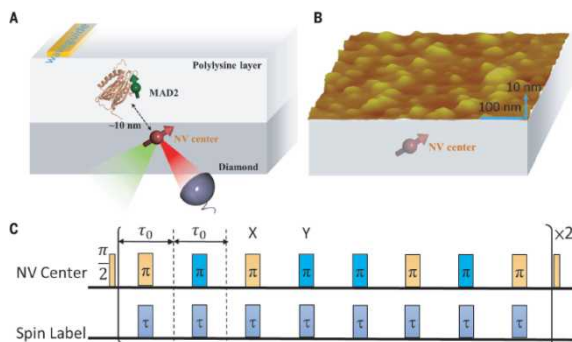 A
Polylysine layer
MAD2
~10 nm
NV center
Diamond
B
10 nm
100 nm
NV center
C
τ₀ τ₀ X Y ×2
π/2
NV Center π π π π π π π π
Spin Label τ τ τ τ τ τ τ τ